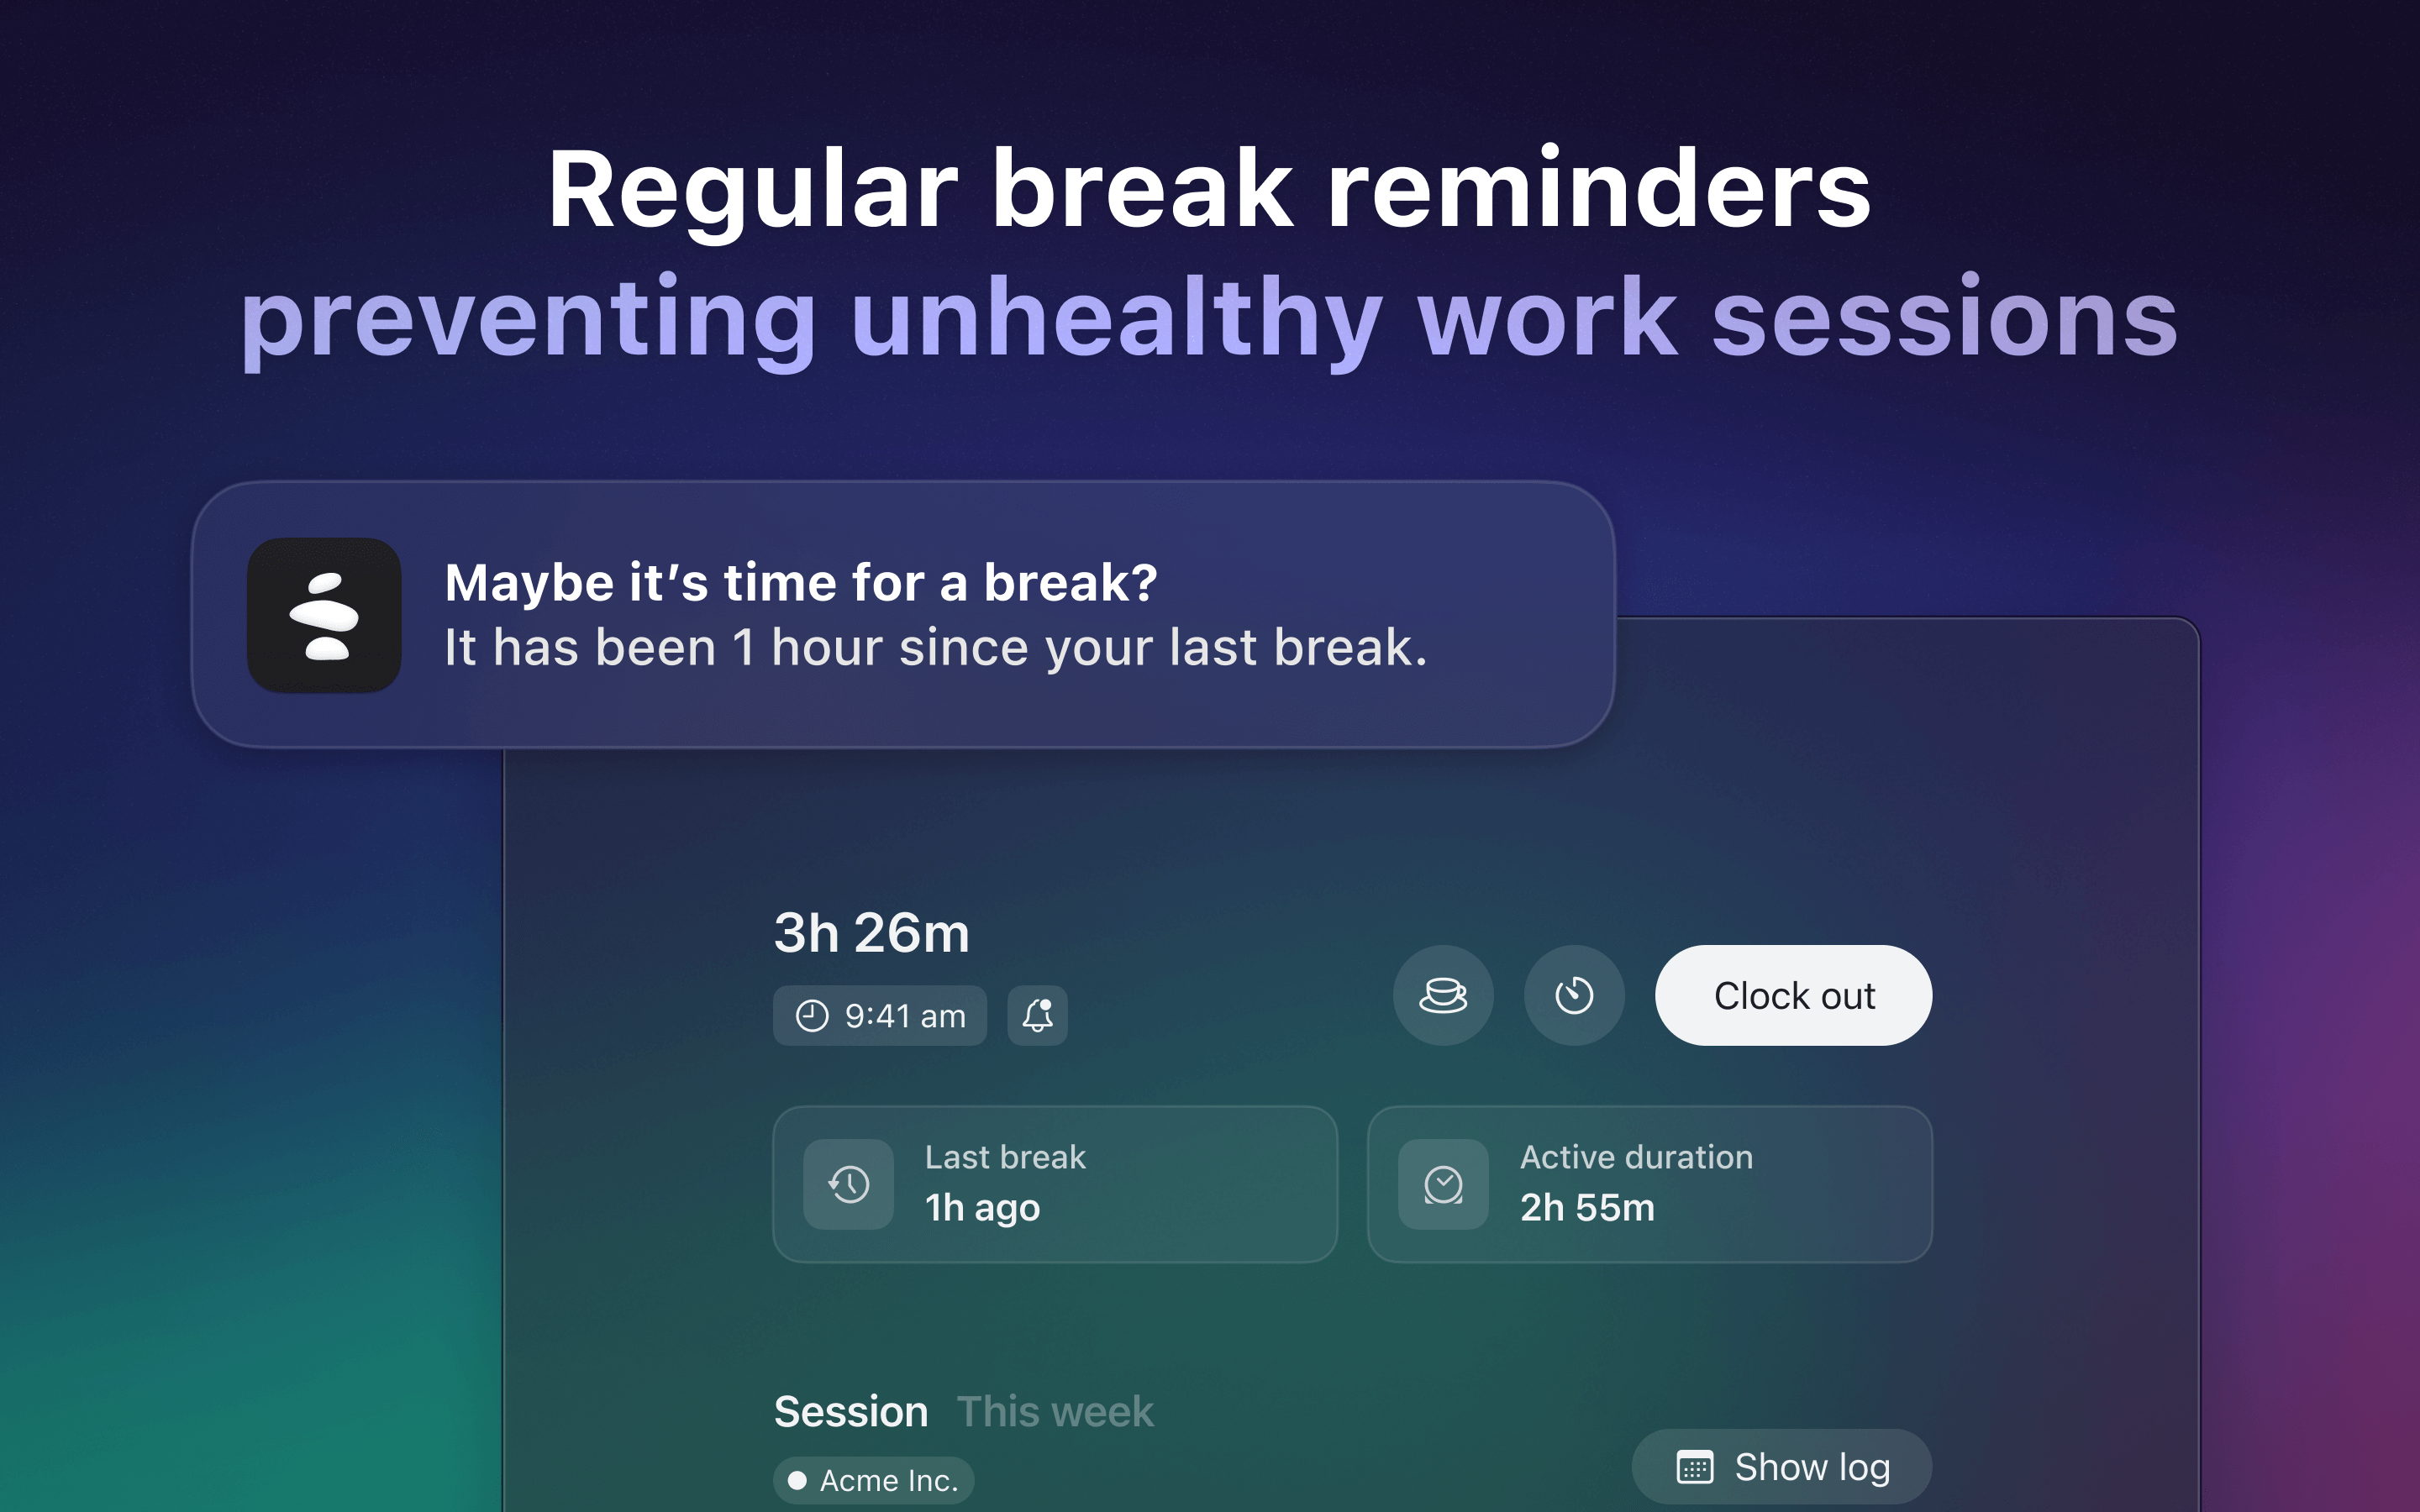 Regular break reminders
preventing unhealthy work sessions
Maybe it’s time for a break?
It has been 1 hour since your last break.
3h 26m
9:41 am
Clock out
Last break
1h ago
Active duration
2h 55m
Session This week
Acme Inc.
Show log